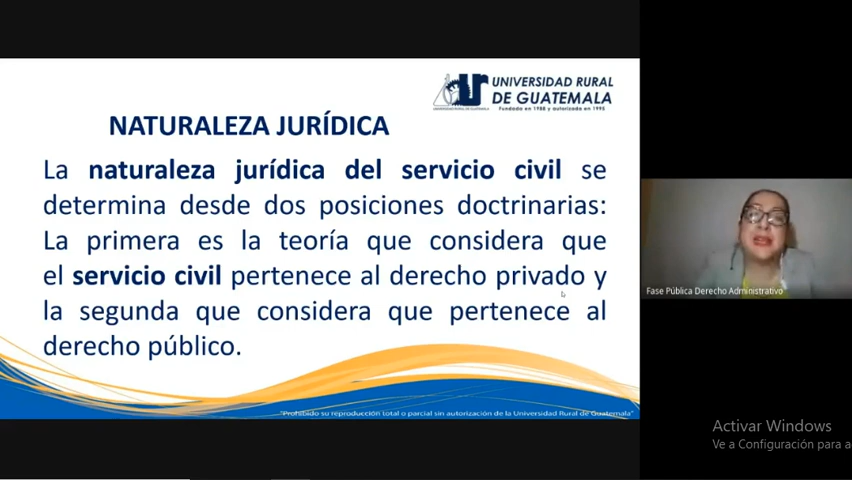 UNIVERSIDAD RURAL
DE GUATEMALA
Fundada en 1988 y autorizada en 1995
NATURALEZA JURÍDICA
La naturaleza jurídica del servicio civil se
determina desde dos posiciones doctrinarias:
La primera es la teoría que considera que
el servicio civil pertenece al derecho privado y
la segunda que considera que pertenece al
derecho público.
"Prohibido su reproducción total o parcial sin autorización de la Universidad Rural de Guatemala"
Fase Pública Derecho Administrativo
Activar Windows
Ve a Configuración para a